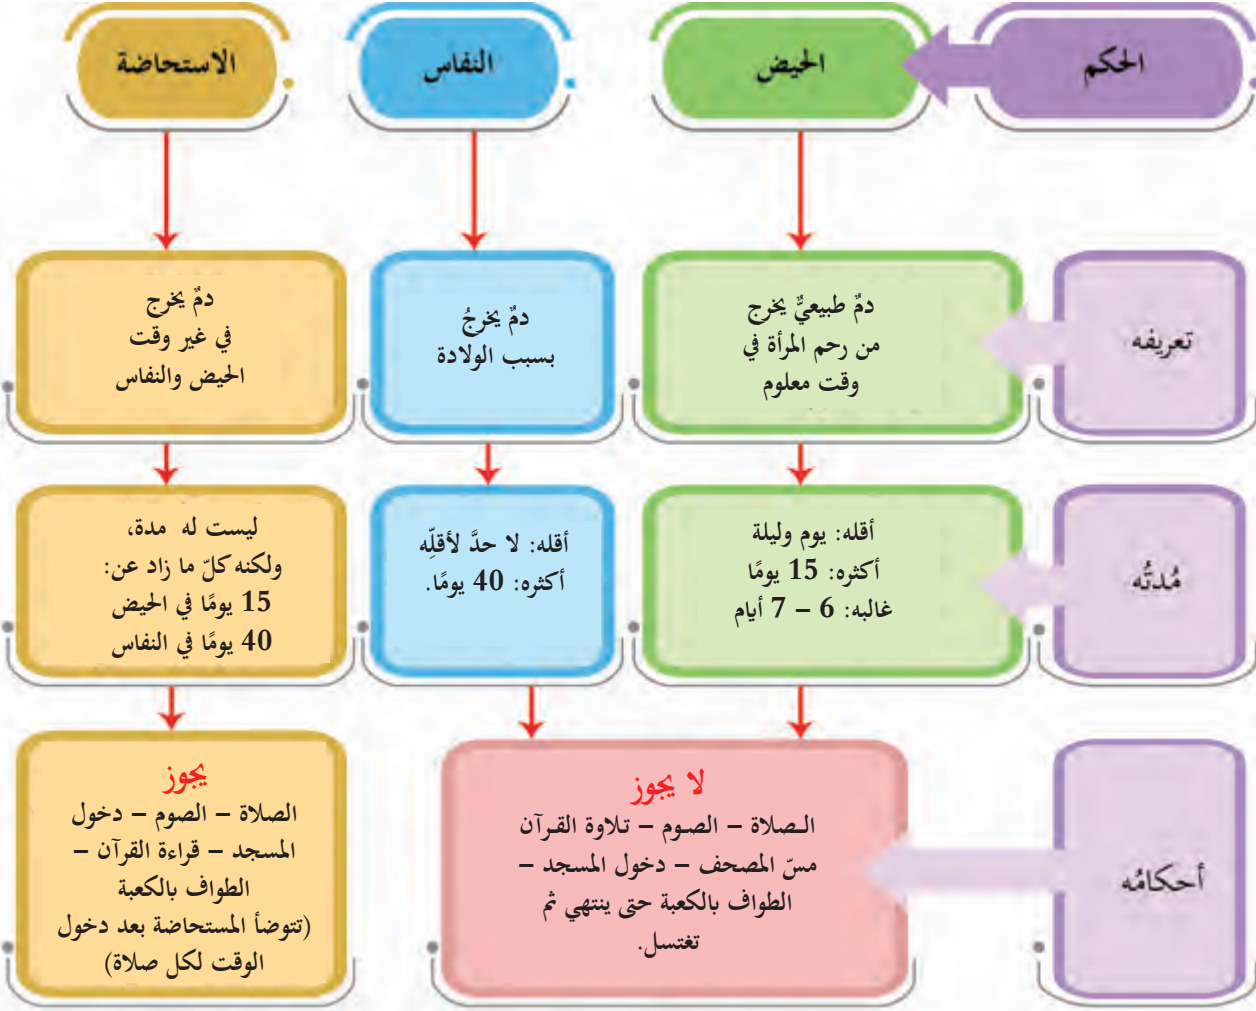 الحكم
الحيض
النفاس
الاستحاضة
تعريفه
دمٌ طبيعيٌّ يخرج
من رحم المرأة في
وقت معلوم
دمٌ يخرجُ
بسبب الولادة
دمٌ يخرج
في غير وقت
الحيض والنفاس
مُدتُه
أقله: يوم وليلة
أكثره: 15 يومًا
غالبه: 6 – 7 أيام
أقله: لا حدَّ لأقلِّه
أكثره: 40 يومًا.
ليست له مدة،
ولكنه كلّ ما زاد عن:
15 يومًا في الحيض
40 يومًا في النفاس
أحكامُه
لا يجوز
الصلاة – الصوم – تلاوة القرآن
مسّ المصحف – دخول المسجد –
الطواف بالكعبة حتى ينتهي ثم
تغتسل.
يجوز
الصلاة – الصوم – دخول
المسجد – قراءة القرآن –
الطواف بالكعبة
(تتوضأ المستحاضة بعد دخول
الوقت لكل صلاة)